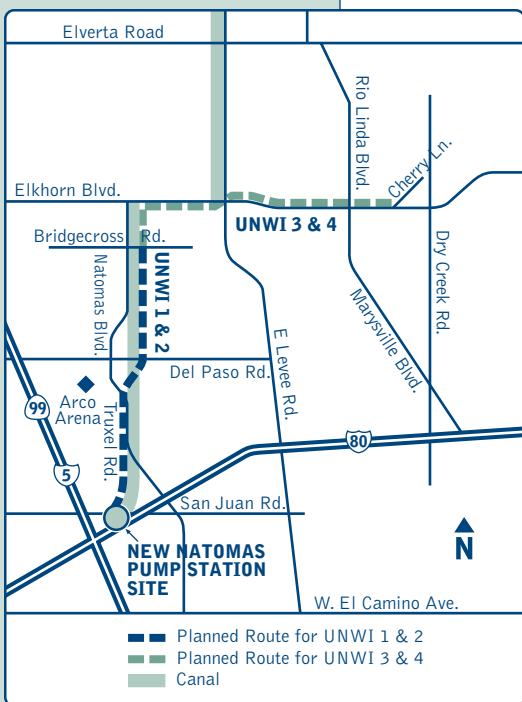 Elverta Road
Rio Linda Blvd.
Cherry Ln.
Elkhorn Blvd.
UNWI 3 & 4
Bridgecross Rd.
Natomas Blvd.
UNWI 1 & 2
Dry Creek Rd.
Marysville Blvd.
E Levee Rd.
Del Paso Rd.
Arco
Arena
Truxel Rd.
99
5
80
San Juan Rd.
NEW NATOMAS
PUMP STATION
SITE
N
W. El Camino Ave.
Planned Route for UNWI 1 & 2
Planned Route for UNWI 3 & 4
Canal